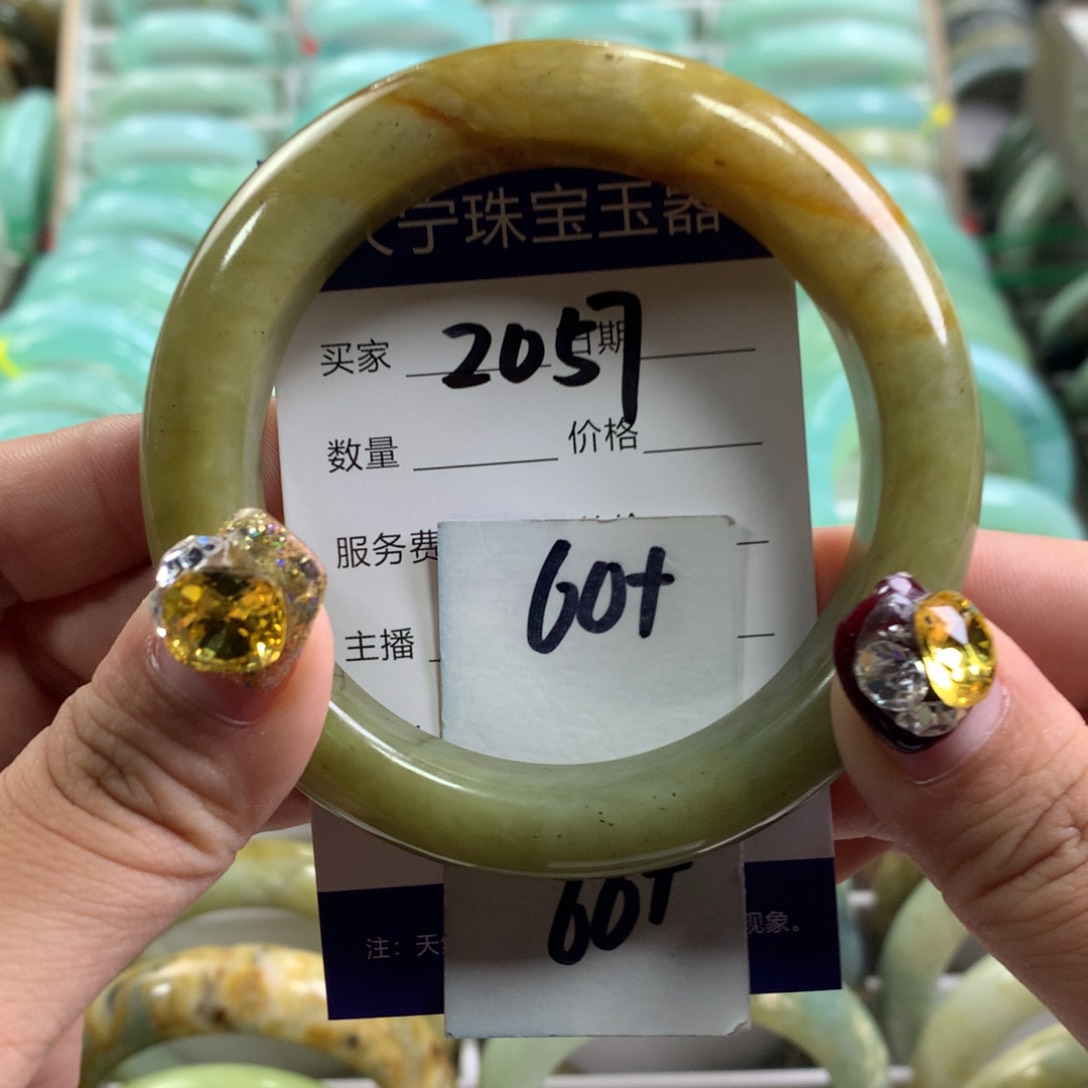 宁珠宝玉器
买家 2057 日期
数量 价格
服务费
60+
主播
60+
注：天 现象。